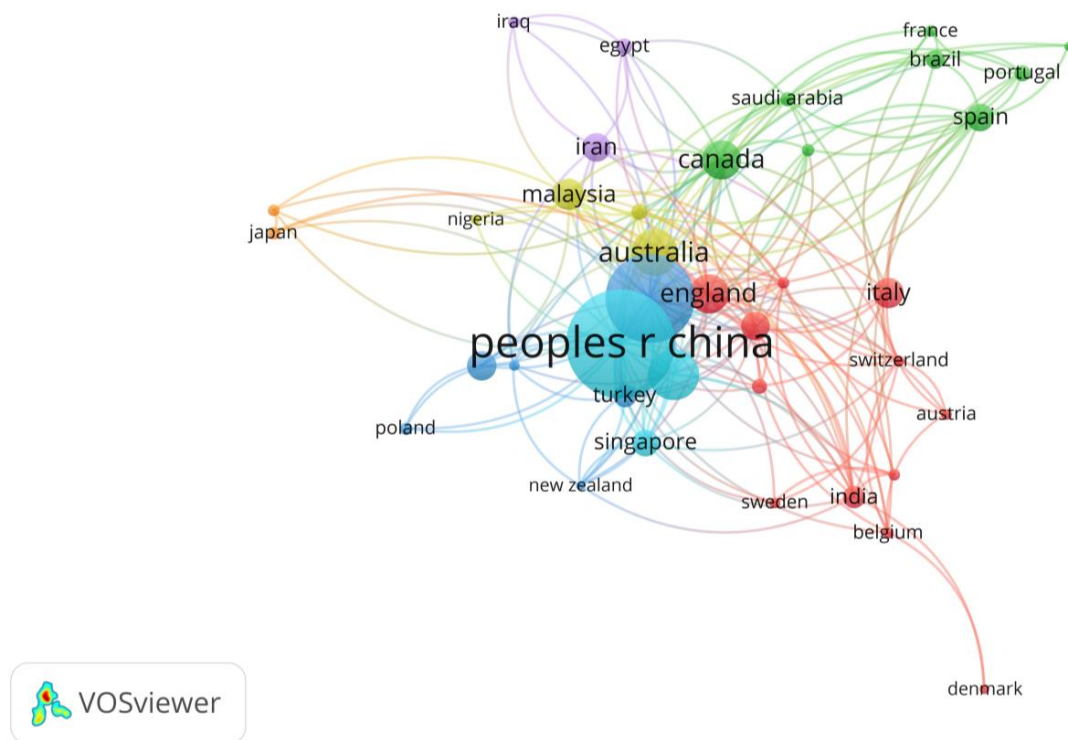 iraq
france
egypt
brazil
portugal
saudi arabia
spain
iran
canada
malaysia
nigeria
japan
australia
england
italy
peoples r china
switzerland
turkey
austria
poland
singapore
new zealand
sweden
india
belgium
denmark
VOSviewer